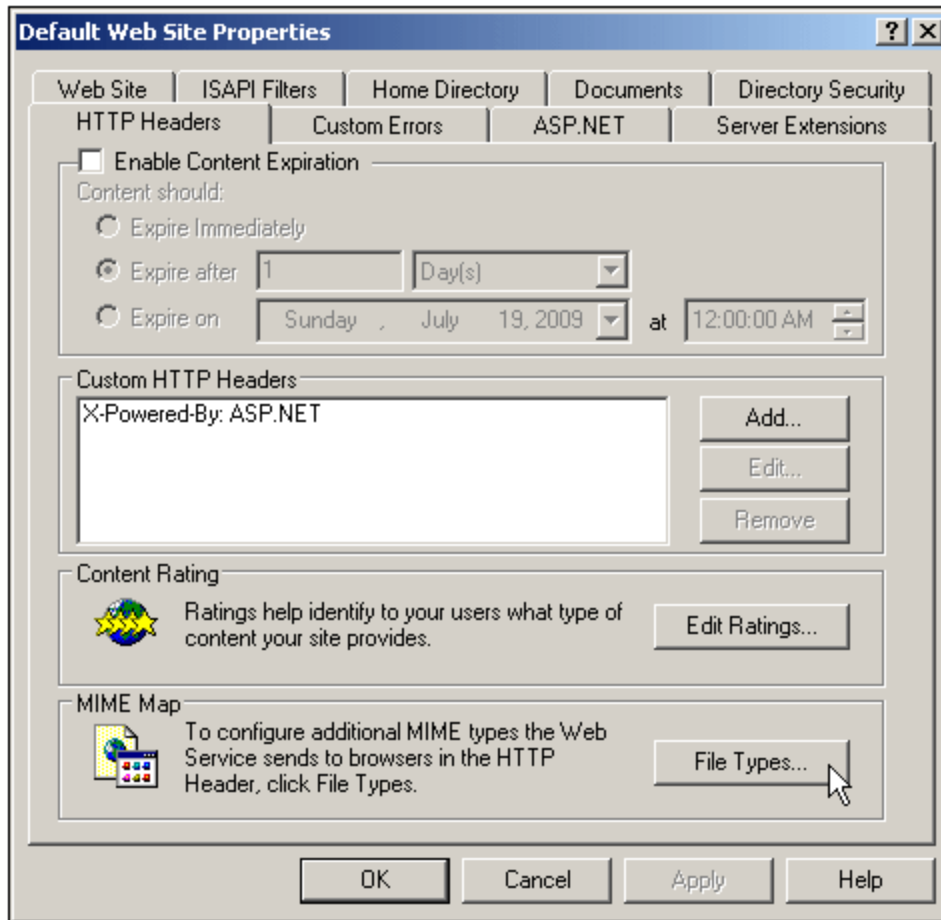 Default Web Site Properties
Web Site ISAPI Filters Home Directory Documents Directory Security
HTTP Headers Custom Errors ASP.NET Server Extensions
Enable Content Expiration
Content should:
Expire Immediately
Expire after 1 Day(s)
Expire on Sunday , July 19, 2009 at 12:00:00 AM
Custom HTTP Headers
X-Powered-By: ASP.NET
Add...
Edit...
Remove
Content Rating
Ratings help identify to your users what type of
content your site provides.
Edit Ratings...
MIME Map
To configure additional MIME types the Web
Service sends to browsers in the HTTP
Header, click File Types.
File Types...
OK Cancel Apply Help